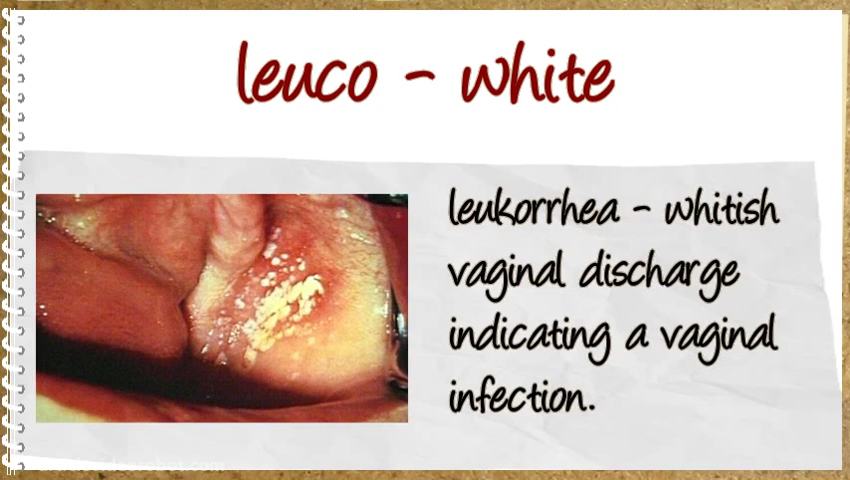 leuco - white
leukorrhea - whitish
vaginal discharge
indicating a vaginal
infection.